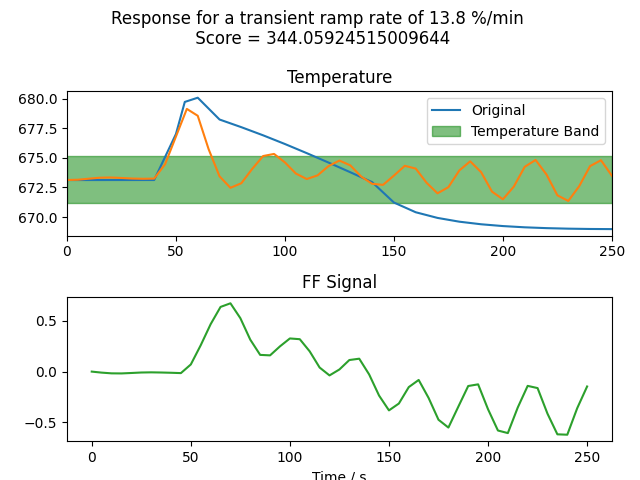 Response for a transient ramp rate of 13.8 %/min
Score = 344.05924515009644
Temperature
680.0
677.5
675.0
672.5
670.0
Original
Temperature Band
0 50 100 150 200 250
FF Signal
0.5
0.0
−0.5
0 50 100 150 200 250
Time / s